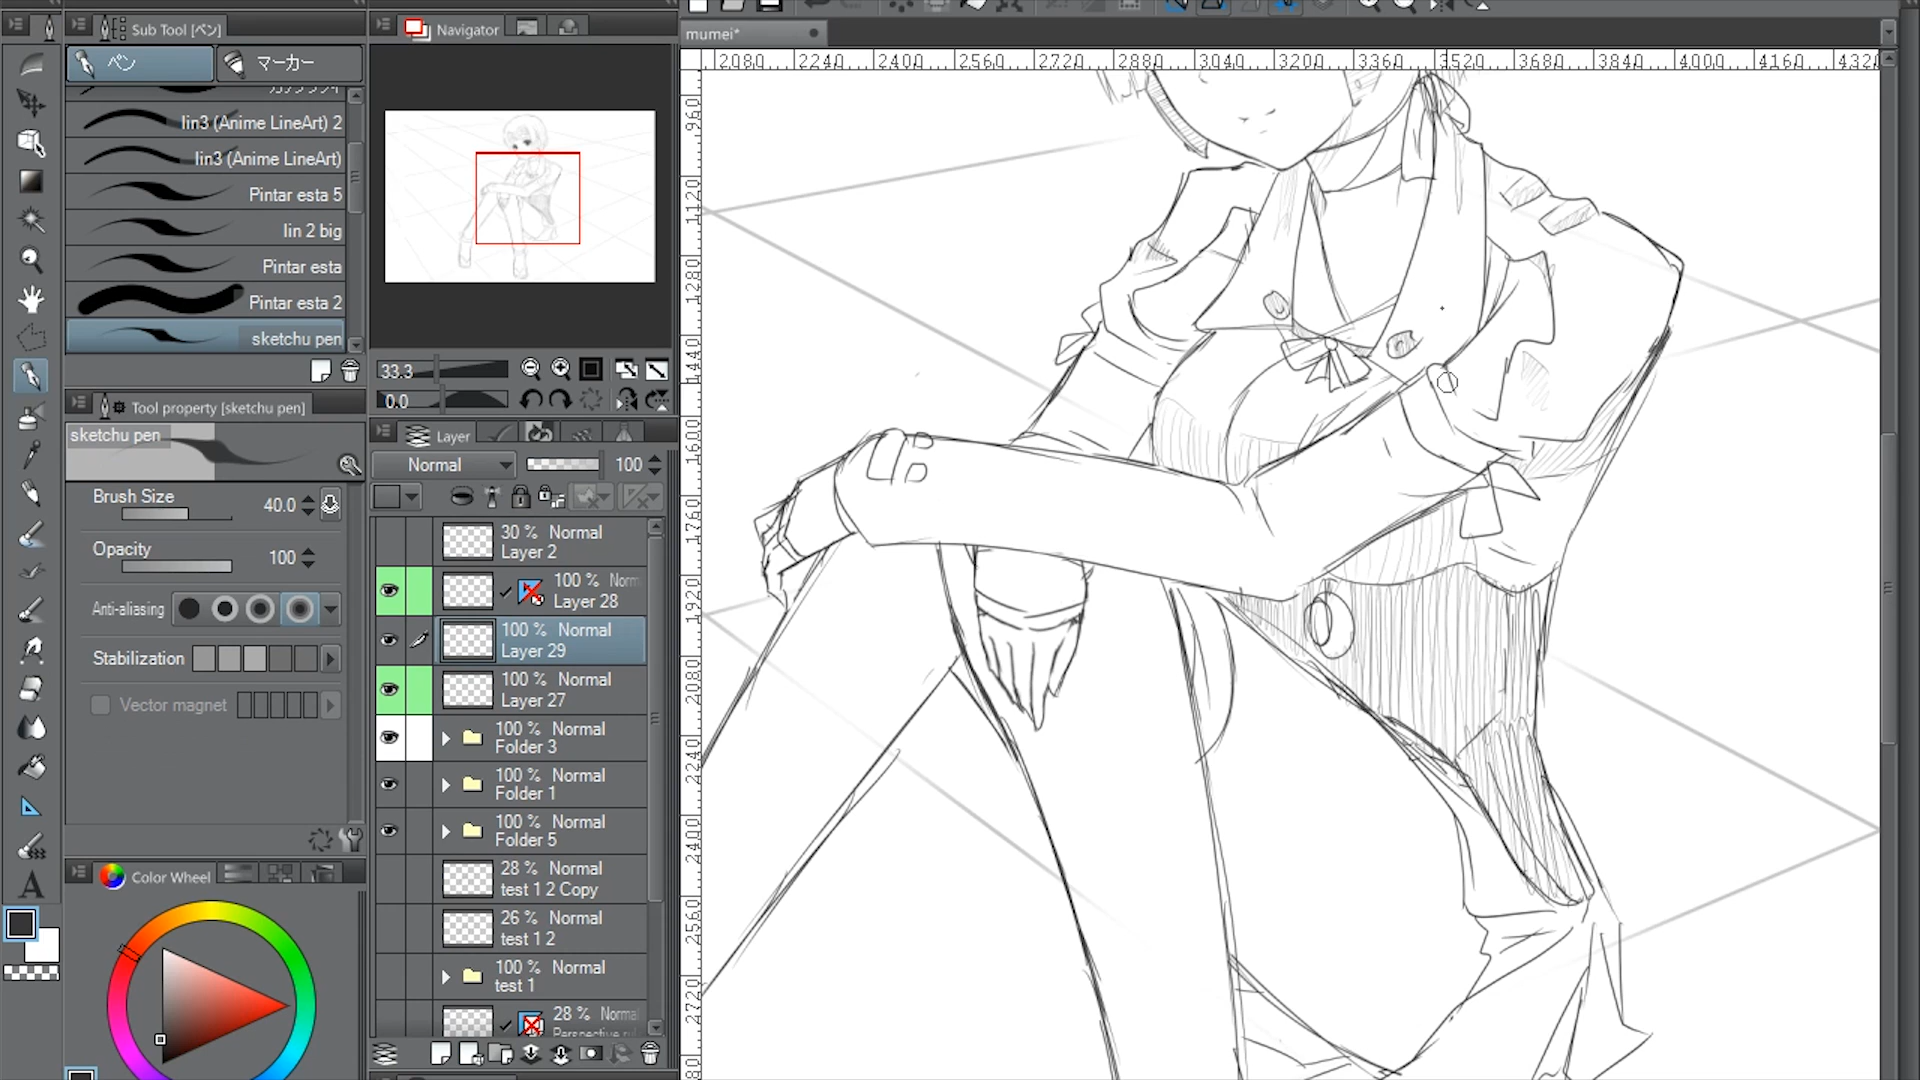 Sub Tool [ペン]
ペン
マーカー
lin3 (Anime LineArt) 2
lin3 (Anime LineArt)
Pintar esta 5
lin 2 big
Pintar esta
Pintar esta 2
sketchu pen
Tool property [sketchu pen]
sketchu pen
Brush Size
40.0
Opacity
100
Anti-aliasing
Stabilization
Vector magnet
Color Wheel
Navigator
33.3
0.0
Layer
Normal
100
30 % Normal
Layer 2
100 % Norm
Layer 28
100 % Normal
Layer 29
100 % Normal
Layer 27
100 % Normal
Folder 3
100 % Normal
Folder 1
100 % Normal
Folder 5
28 % Normal
test 1 2 Copy
26 % Normal
test 1 2
100 % Normal
test 1
28 % Norma
Perspective ru
mumei*
2080 2240 2400 2560 2720 2880 3040 3200 3360 3520 3680 3840 4000 4160 4320
960
1120
1280
1440
1600
1760
1920
2080
2240
2400
2560
2720